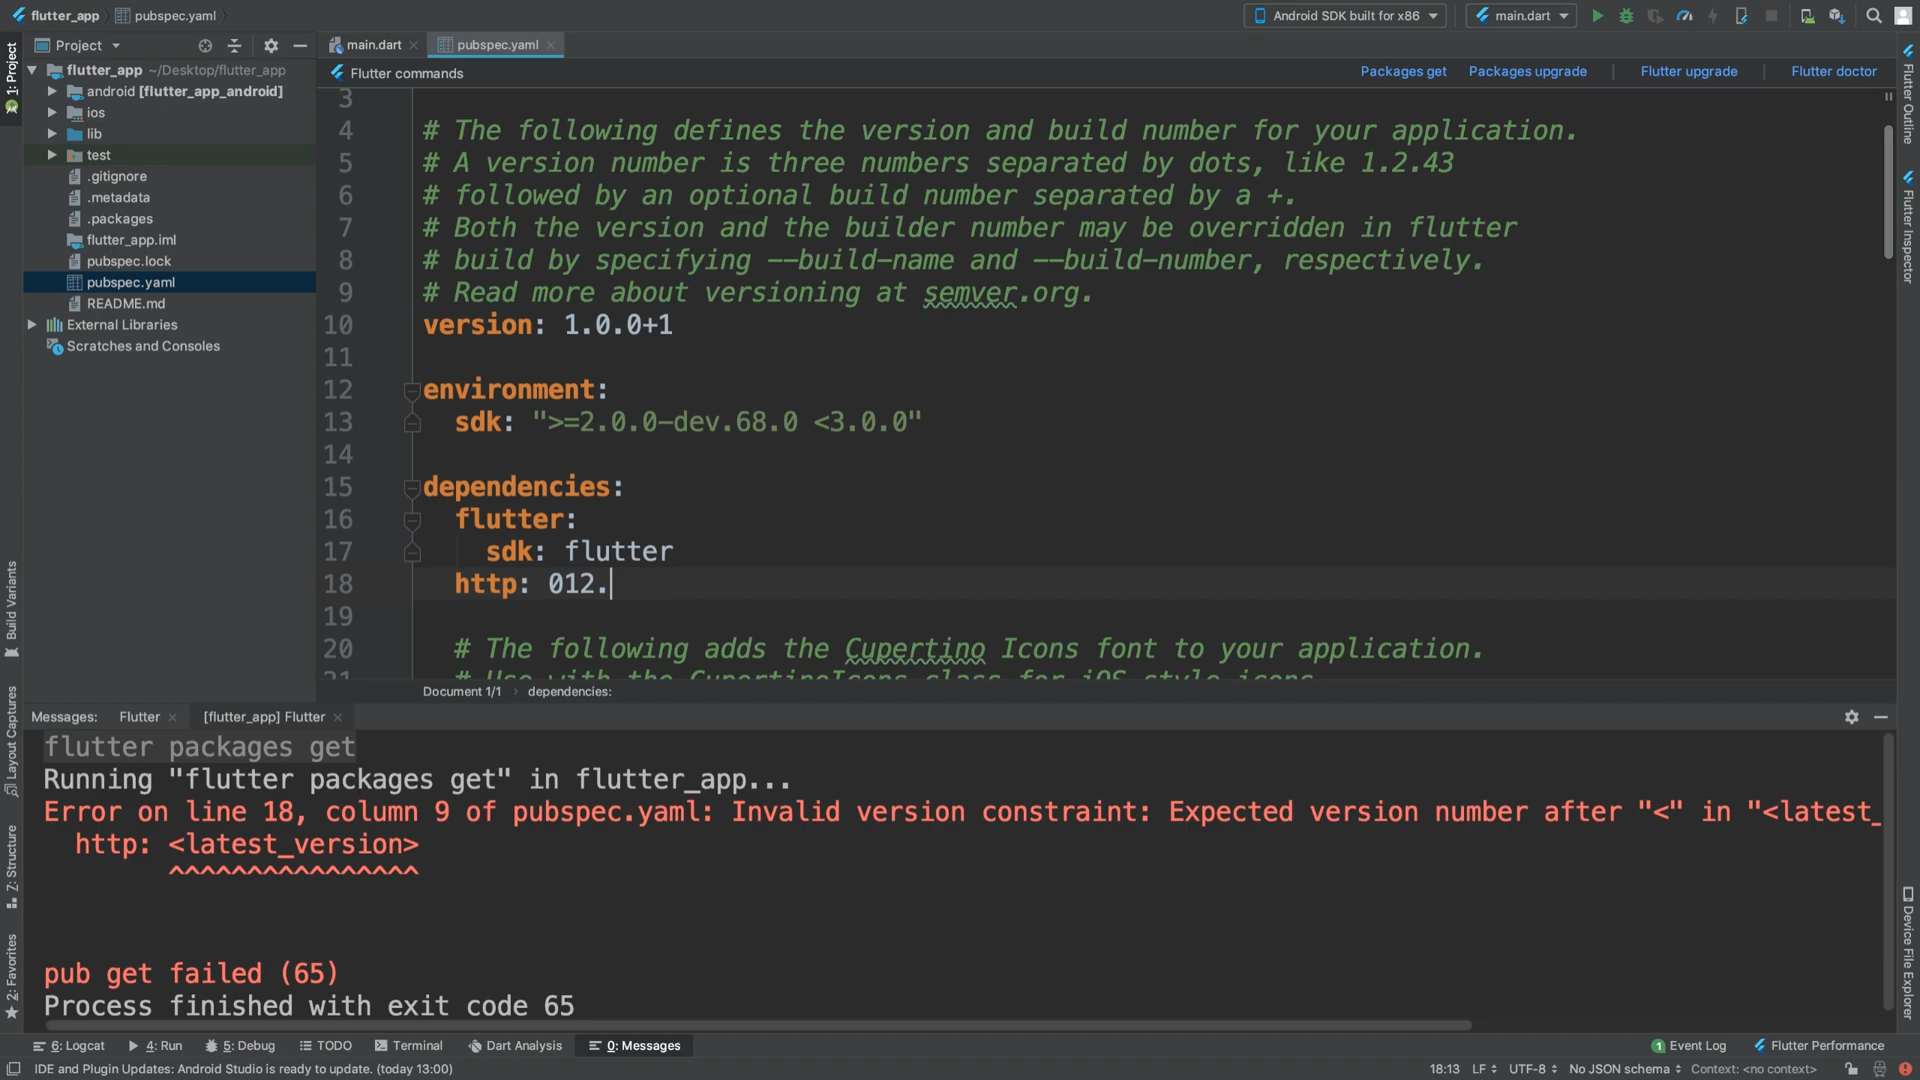 flutter_app
pubspec.yaml
Android SDK built for x86
main.dart
1: Project
Project
main.dart
pubspec.yaml
flutter_app ~/Desktop/flutter_app
Flutter commands
Packages get
Packages upgrade
Flutter upgrade
Flutter doctor
android [flutter_app_android]
ios
lib
test
.gitignore
.metadata
.packages
flutter_app.iml
pubspec.lock
pubspec.yaml
README.md
External Libraries
Scratches and Consoles
3
4 # The following defines the version and build number for your application.
5 # A version number is three numbers separated by dots, like 1.2.43
6 # followed by an optional build number separated by a +.
7 # Both the version and the builder number may be overridden in flutter
8 # build by specifying --build-name and --build-number, respectively.
9 # Read more about versioning at semver.org.
10 version: 1.0.0+1
11
12 environment:
13 sdk: ">=2.0.0-dev.68.0 <3.0.0"
14
15 dependencies:
16 flutter:
17 sdk: flutter
18 http: 012.
19
20 # The following adds the Cupertino Icons font to your application.
21 # Use with the CupertinoIcons class for iOS style icons.
Document 1/1 › dependencies:
Flutter Outline
Flutter Inspector
Device File Explorer
Build Variants
Layout Captures
Z: Structure
2: Favorites
Messages:
Flutter
[flutter_app] Flutter
flutter packages get
Running "flutter packages get" in flutter_app...
Error on line 18, column 9 of pubspec.yaml: Invalid version constraint: Expected version number after "<" in "<latest_
http: <latest_version>
^^^^^^^^^^^^^^^^
pub get failed (65)
Process finished with exit code 65
6: Logcat
4: Run
5: Debug
TODO
Terminal
Dart Analysis
0: Messages
1 Event Log
Flutter Performance
IDE and Plugin Updates: Android Studio is ready to update. (today 13:00)
18:13
LF
UTF-8
No JSON schema
Context: <no context>